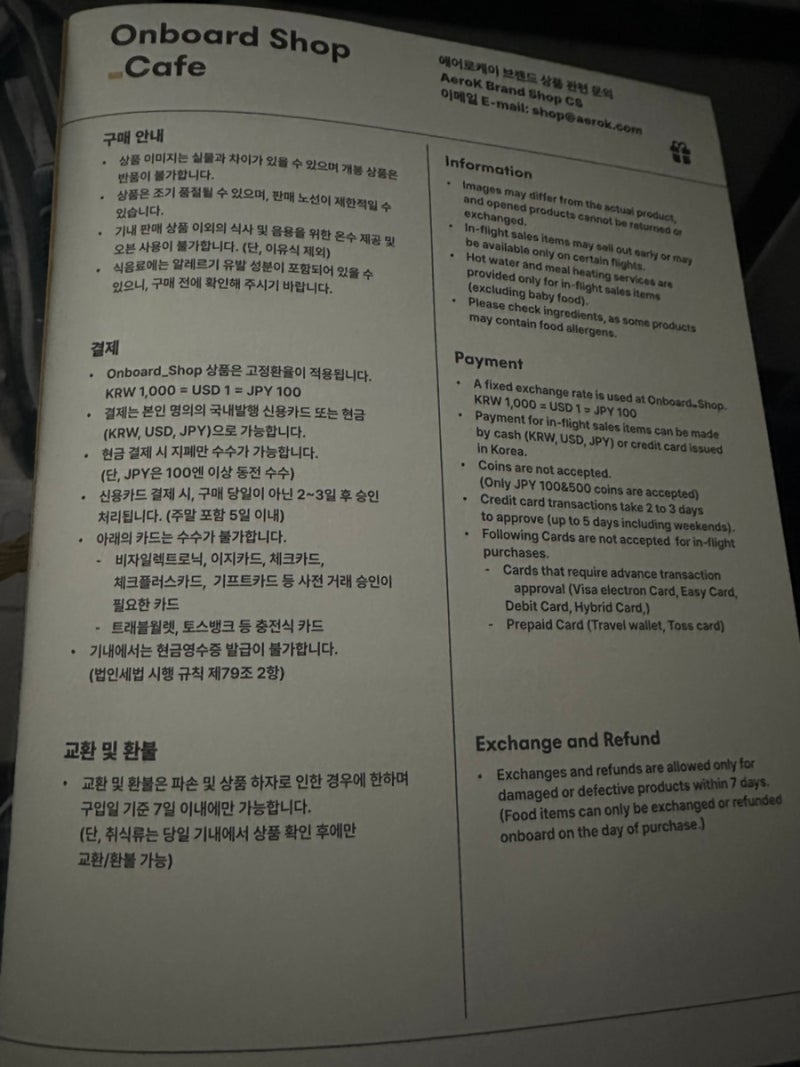 Onboard Shop
_Cafe
에어로케이 브랜드 상품 관련 문의
AeroK Brand Shop CS
이메일 E-mail: shop@aerok.com
구매 안내
• 상품 이미지는 실물과 차이가 있을 수 있으며 개봉 상품은
반품이 불가합니다.
• 상품은 조기 품절될 수 있으며, 판매 노선이 제한적일 수
있습니다.
• 기내 판매 상품 이외의 식사 및 음용을 위한 온수 제공 및
오븐 사용이 불가합니다. (단, 이유식 제외)
• 식음료에는 알레르기 유발 성분이 포함되어 있을 수
있으니, 구매 전에 확인해 주시기 바랍니다.
결제
• Onboard_Shop 상품은 고정환율이 적용됩니다.
KRW 1,000 = USD 1 = JPY 100
• 결제는 본인 명의의 국내발행 신용카드 또는 현금
(KRW, USD, JPY)으로 가능합니다.
• 현금 결제 시 지폐만 수수가 가능합니다.
(단, JPY은 100엔 이상 동전 수수)
• 신용카드 결제 시, 구매 당일이 아닌 2~3일 후 승인
처리됩니다. (주말 포함 5일 이내)
• 아래의 카드는 수수가 불가합니다.
- 비자일렉트로닉, 이지카드, 체크카드,
체크플러스카드, 기프트카드 등 사전 거래 승인이
필요한 카드
- 트래블월렛, 토스뱅크 등 충전식 카드
• 기내에서는 현금영수증 발급이 불가합니다.
(법인세법 시행 규칙 제79조 2항)
교환 및 환불
• 교환 및 환불은 파손 및 상품 하자로 인한 경우에 한하며
구입일 기준 7일 이내에만 가능합니다.
(단, 취식류는 당일 기내에서 상품 확인 후에만
교환/환불 가능)
Information
• Images may differ from the actual product,
and opened products cannot be returned or
exchanged.
• In-flight sales items may sell out early or may
be available only on certain flights.
• Hot water and meal heating services are
provided only for in-flight sales items
(excluding baby food).
• Please check ingredients, as some products
may contain food allergens.
Payment
• A fixed exchange rate is used at Onboard_Shop.
KRW 1,000 = USD 1 = JPY 100
• Payment for in-flight sales items can be made
by cash (KRW, USD, JPY) or credit card issued
in Korea.
• Coins are not accepted.
(Only JPY 100&500 coins are accepted)
• Credit card transactions take 2 to 3 days
to approve (up to 5 days including weekends).
• Following Cards are not accepted for in-flight
purchases.
- Cards that require advance transaction
approval (Visa electron Card, Easy Card,
Debit Card, Hybrid Card,)
- Prepaid Card (Travel wallet, Toss card)
Exchange and Refund
• Exchanges and refunds are allowed only for
damaged or defective products within 7 days.
(Food items can only be exchanged or refunded
onboard on the day of purchase.)